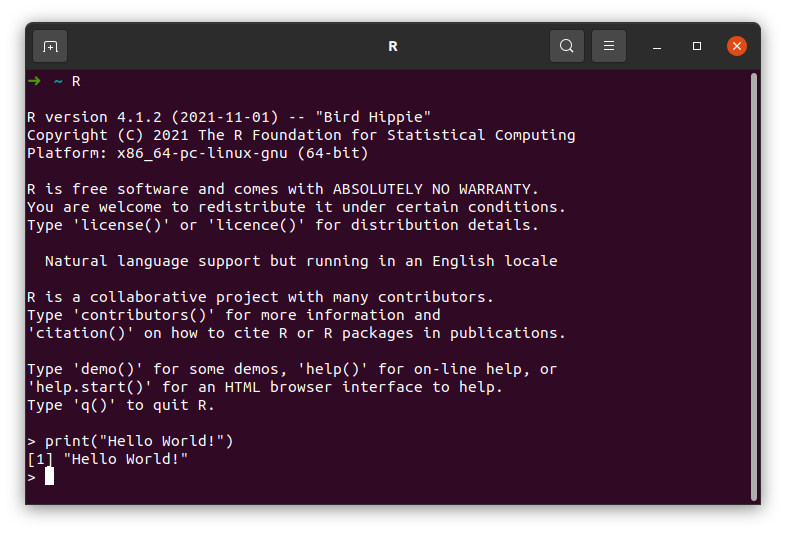 R
➜ ~ R
R version 4.1.2 (2021-11-01) -- "Bird Hippie"
Copyright (C) 2021 The R Foundation for Statistical Computing
Platform: x86_64-pc-linux-gnu (64-bit)
R is free software and comes with ABSOLUTELY NO WARRANTY.
You are welcome to redistribute it under certain conditions.
Type 'license()' or 'licence()' for distribution details.
Natural language support but running in an English locale
R is a collaborative project with many contributors.
Type 'contributors()' for more information and
'citation()' on how to cite R or R packages in publications.
Type 'demo()' for some demos, 'help()' for on-line help, or
'help.start()' for an HTML browser interface to help.
Type 'q()' to quit R.
> print("Hello World!")
[1] "Hello World!"
>